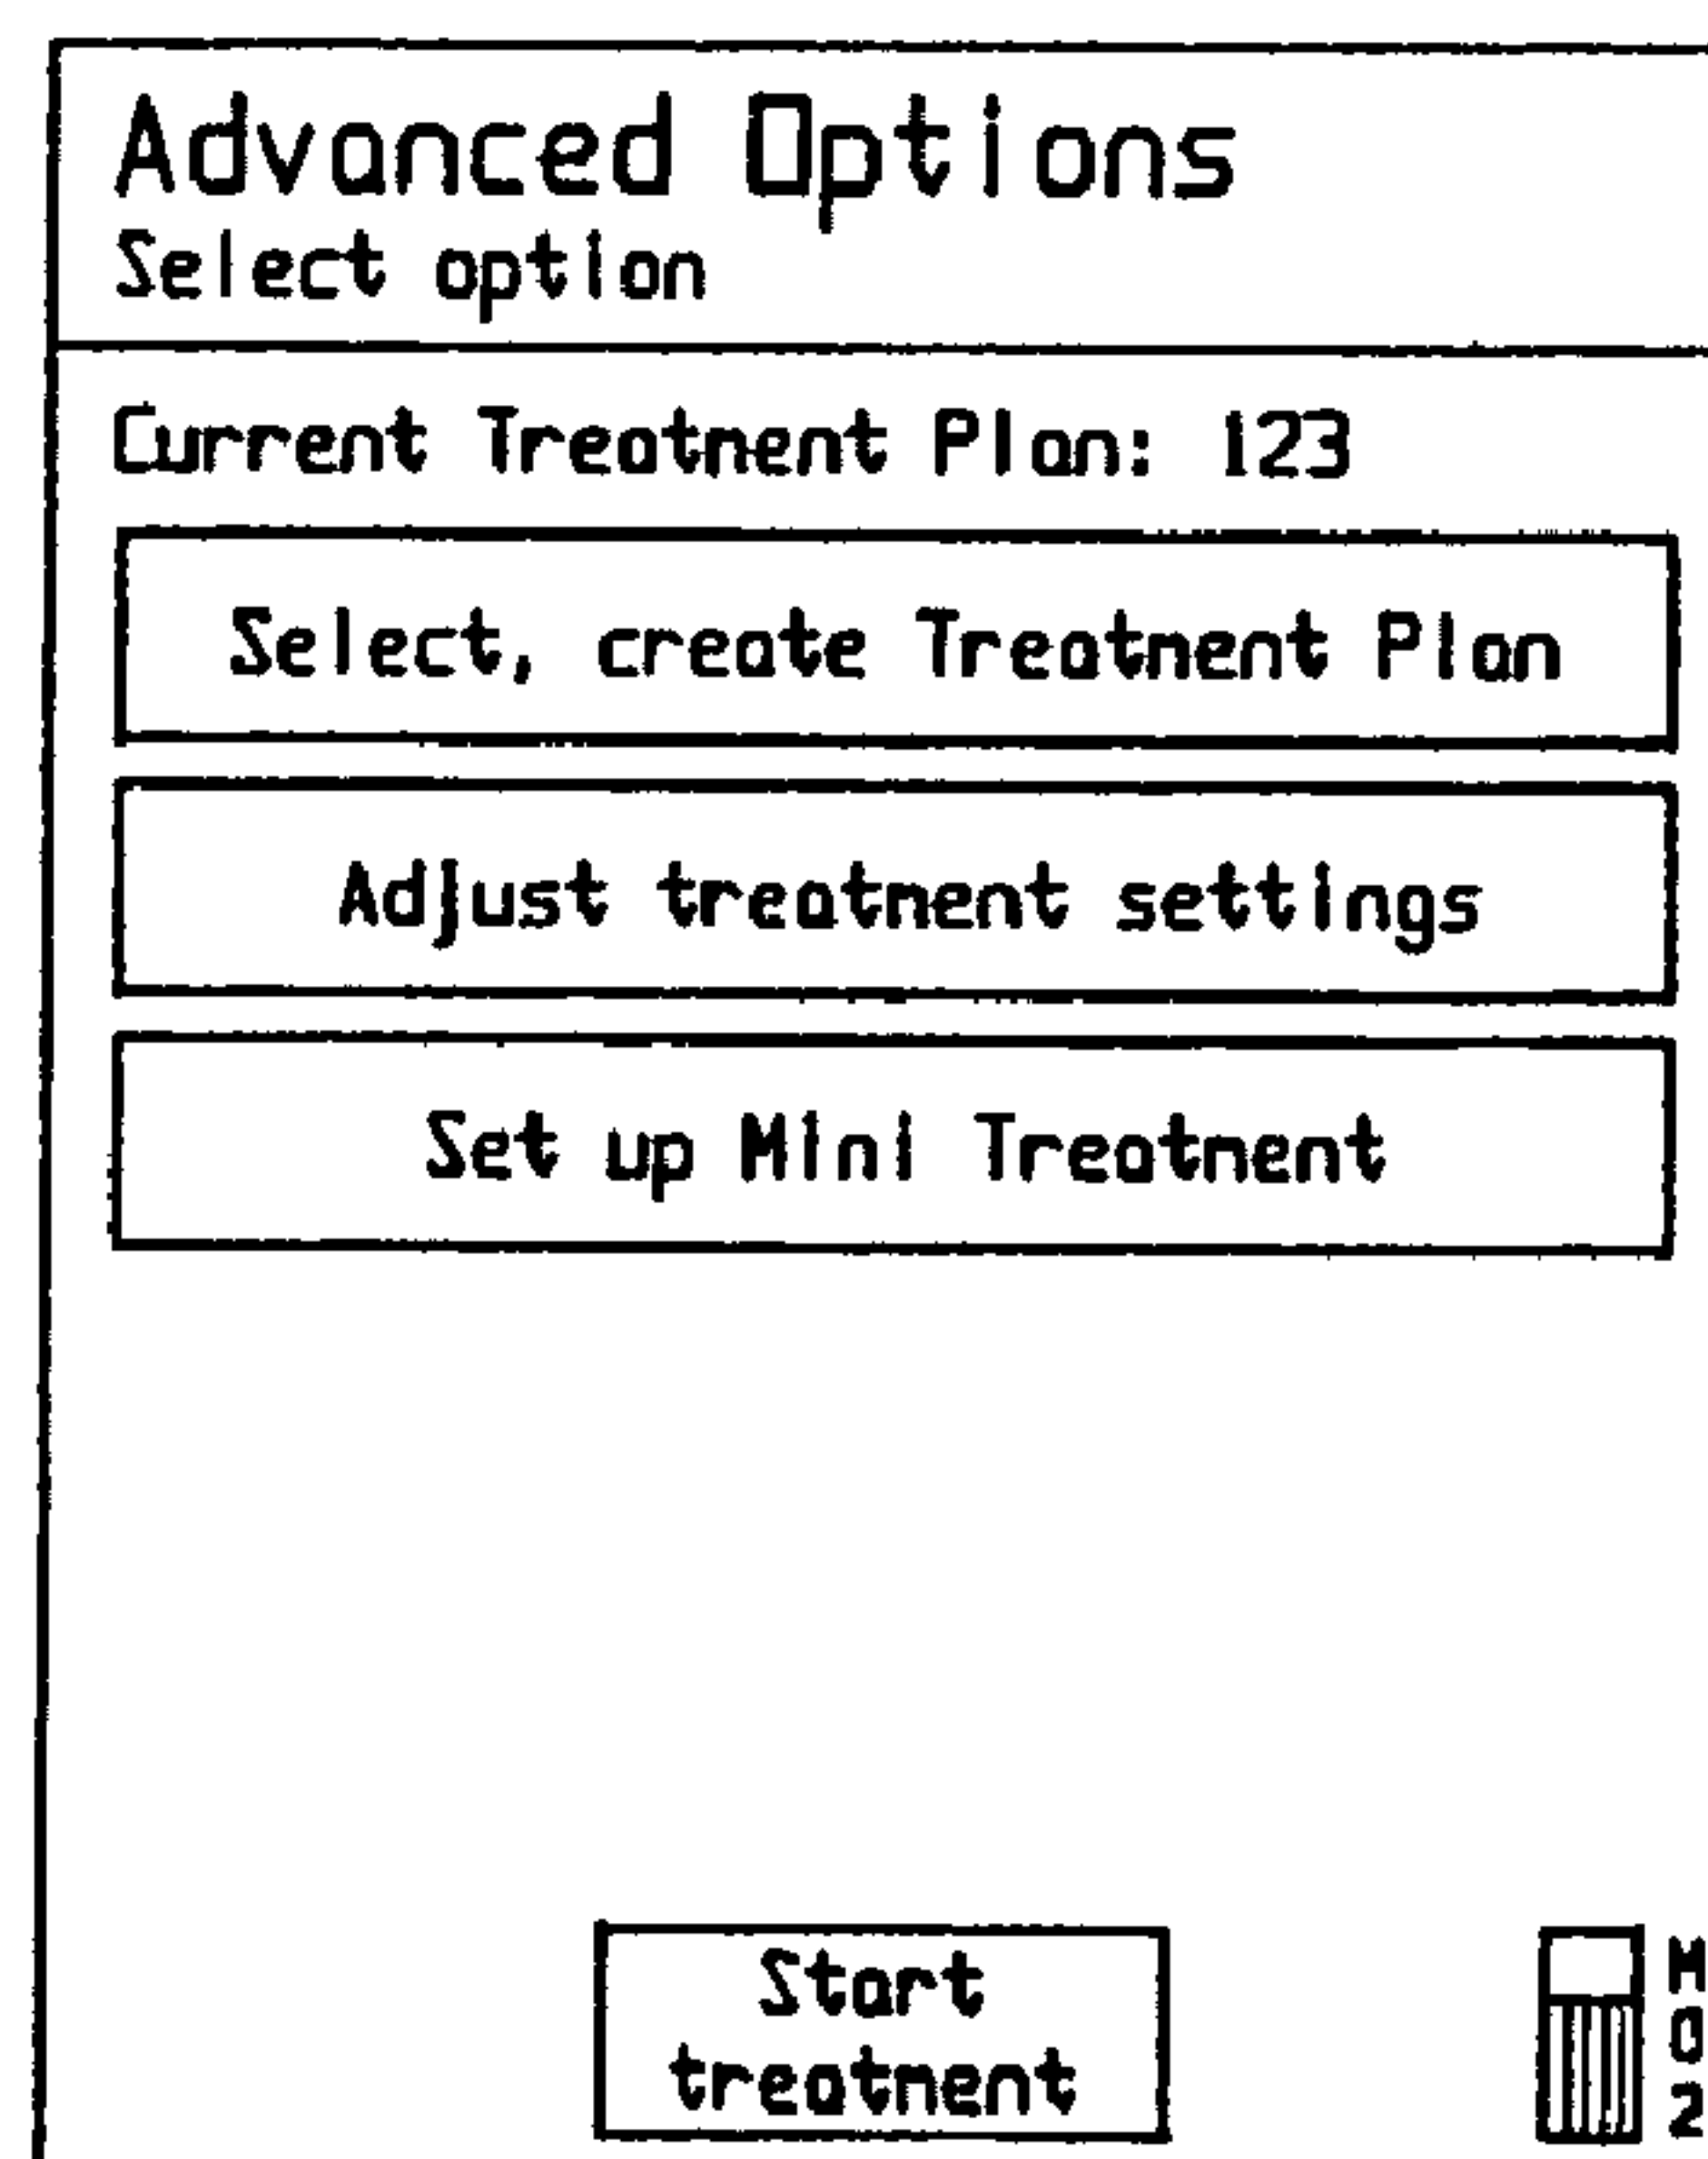 Advanced Options
Select option
Current Treatment Plan: 123
Select, create Treatment Plan
Adjust treatment settings
Set up Mini Treatment
Start
treatment